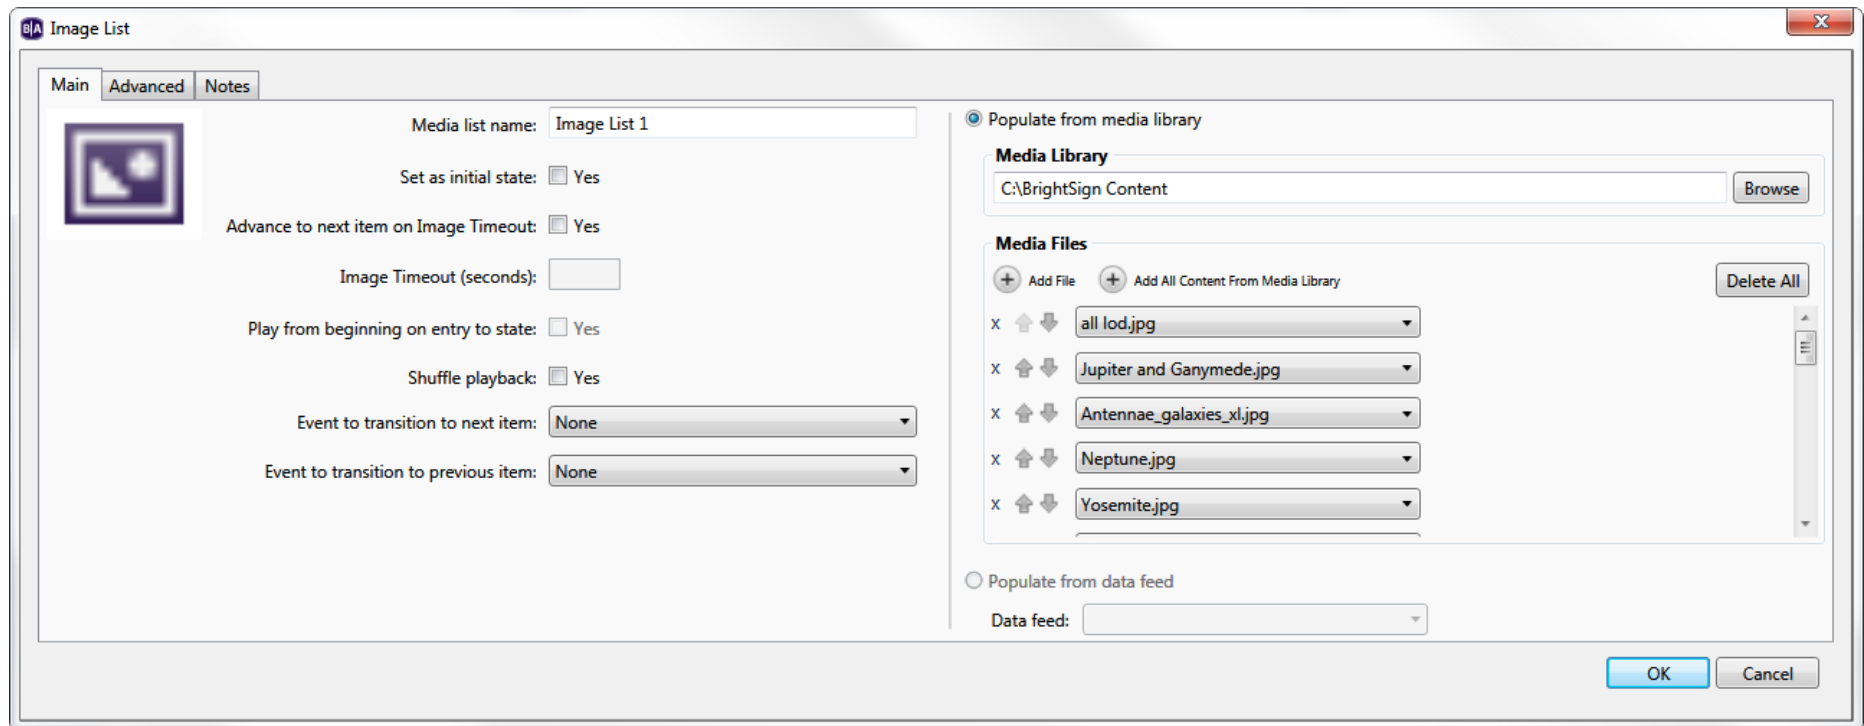 B|A Image List
X
Main Advanced Notes
Media list name: Image List 1
Set as initial state: Yes
Advance to next item on Image Timeout: Yes
Image Timeout (seconds):
Play from beginning on entry to state: Yes
Shuffle playback: Yes
Event to transition to next item: None
Event to transition to previous item: None
Populate from media library
Media Library
C:\BrightSign Content Browse
Media Files
+ Add File + Add All Content From Media Library Delete All
x all lod.jpg
x Jupiter and Ganymede.jpg
x Antennae_galaxies_xl.jpg
x Neptune.jpg
x Yosemite.jpg
Populate from data feed
Data feed:
OK Cancel